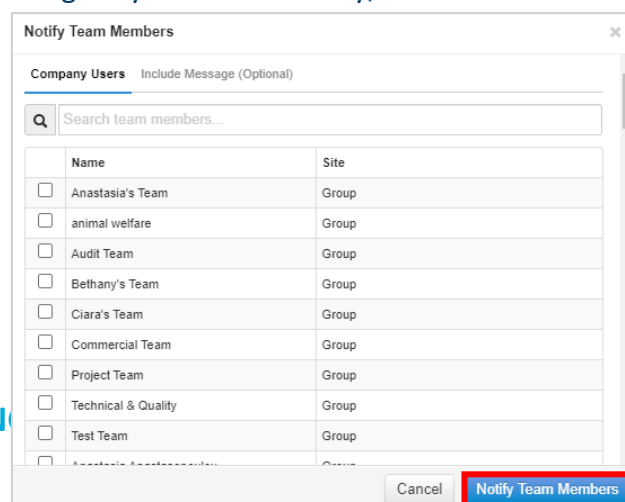 Notify Team Members
Company Users Include Message (Optional)
Search team members...
Name Site
Anastasia's Team Group
animal welfare Group
Audit Team Group
Bethany's Team Group
Ciara's Team Group
Commercial Team Group
Project Team Group
Technical & Quality Group
Test Team Group
Cancel Notify Team Members